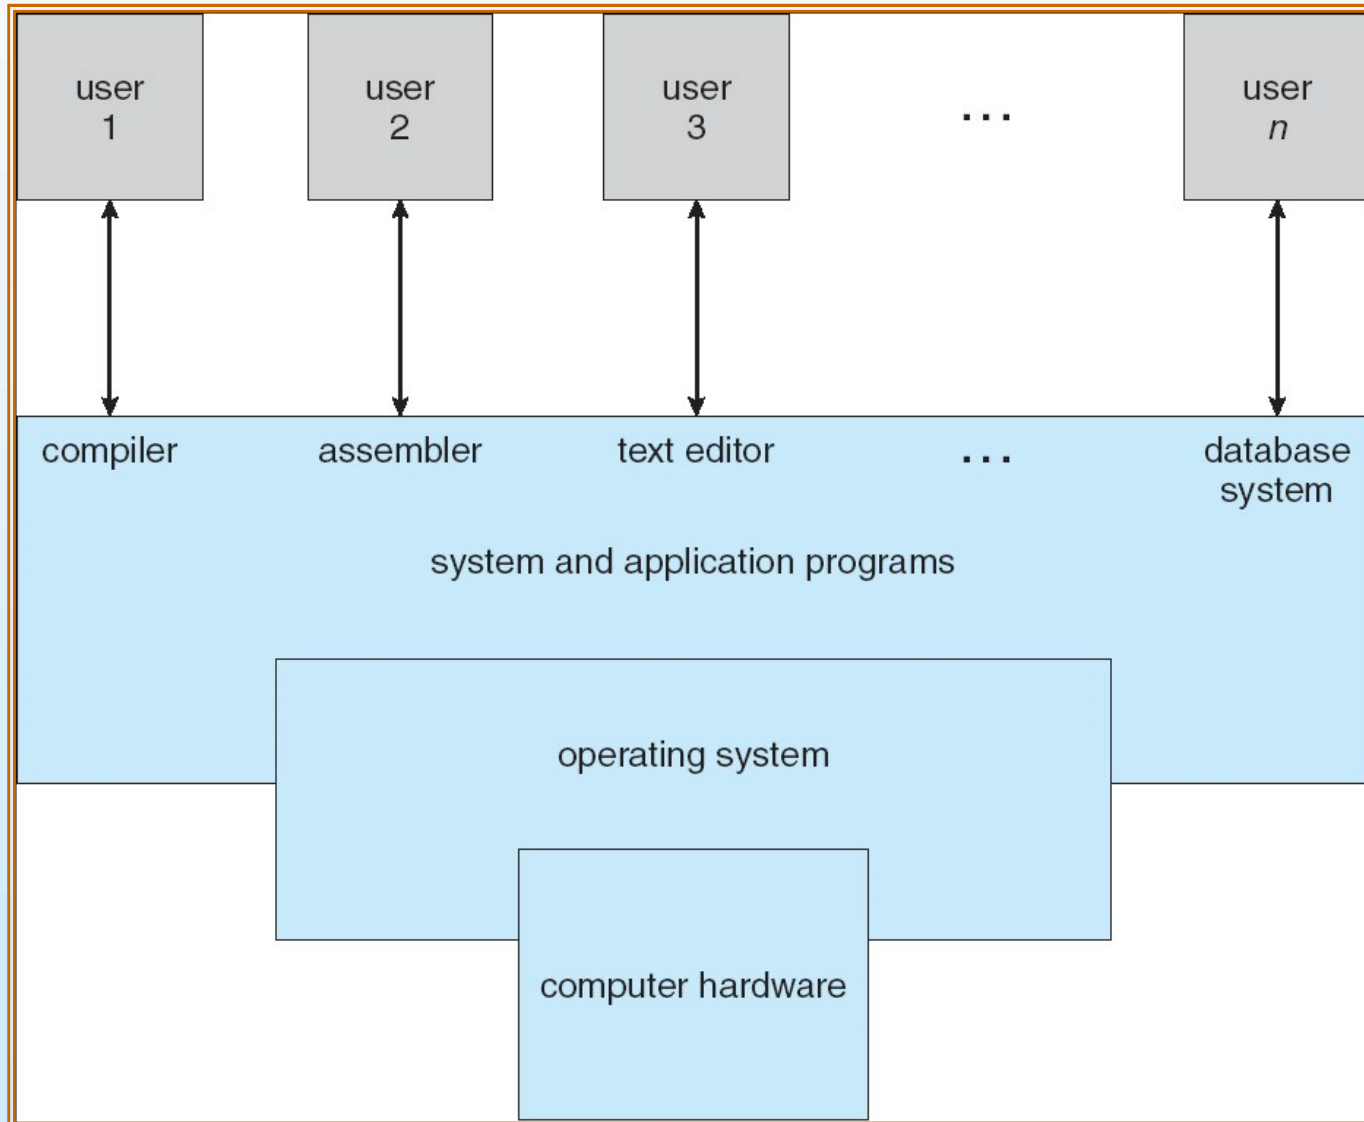 user
1
user
2
user
3
...
user
n
compiler
assembler
text editor
...
database
system
system and application programs
operating system
computer hardware